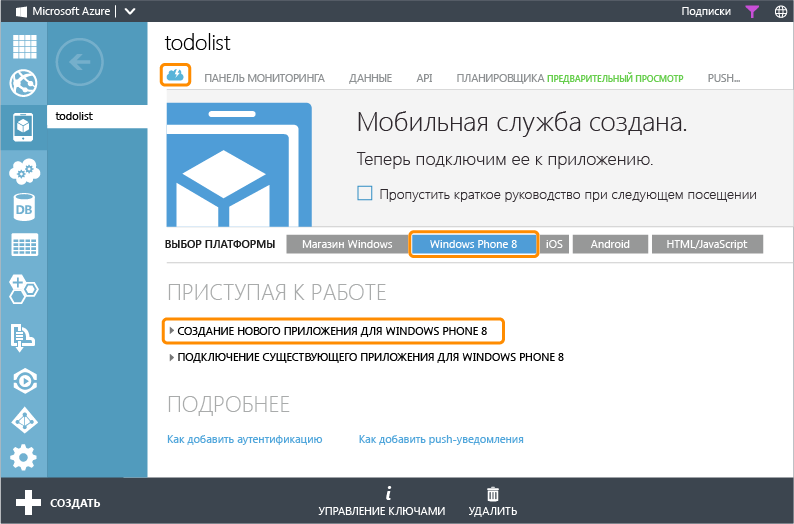 Microsoft Azure
Подписки
todolist
todolist
ПАНЕЛЬ МОНИТОРИНГА ДАННЫЕ API ПЛАНИРОВЩИКА ПРЕДВАРИТЕЛЬНЫЙ ПРОСМОТР PUSH...
Мобильная служба создана.
Теперь подключим ее к приложению.
Пропустить краткое руководство при следующем посещении
ВЫБОР ПЛАТФОРМЫ Магазин Windows Windows Phone 8 iOS Android HTML/JavaScript
DB
ПРИСТУПАЯ К РАБОТЕ
СОЗДАНИЕ НОВОГО ПРИЛОЖЕНИЯ ДЛЯ WINDOWS PHONE 8
ПОДКЛЮЧЕНИЕ СУЩЕСТВУЮЩЕГО ПРИЛОЖЕНИЯ ДЛЯ WINDOWS PHONE 8
ПОДРОБНЕЕ
Как добавить аутентификацию Как добавить push-уведомления
СОЗДАТЬ
УПРАВЛЕНИЕ КЛЮЧАМИ УДАЛИТЬ